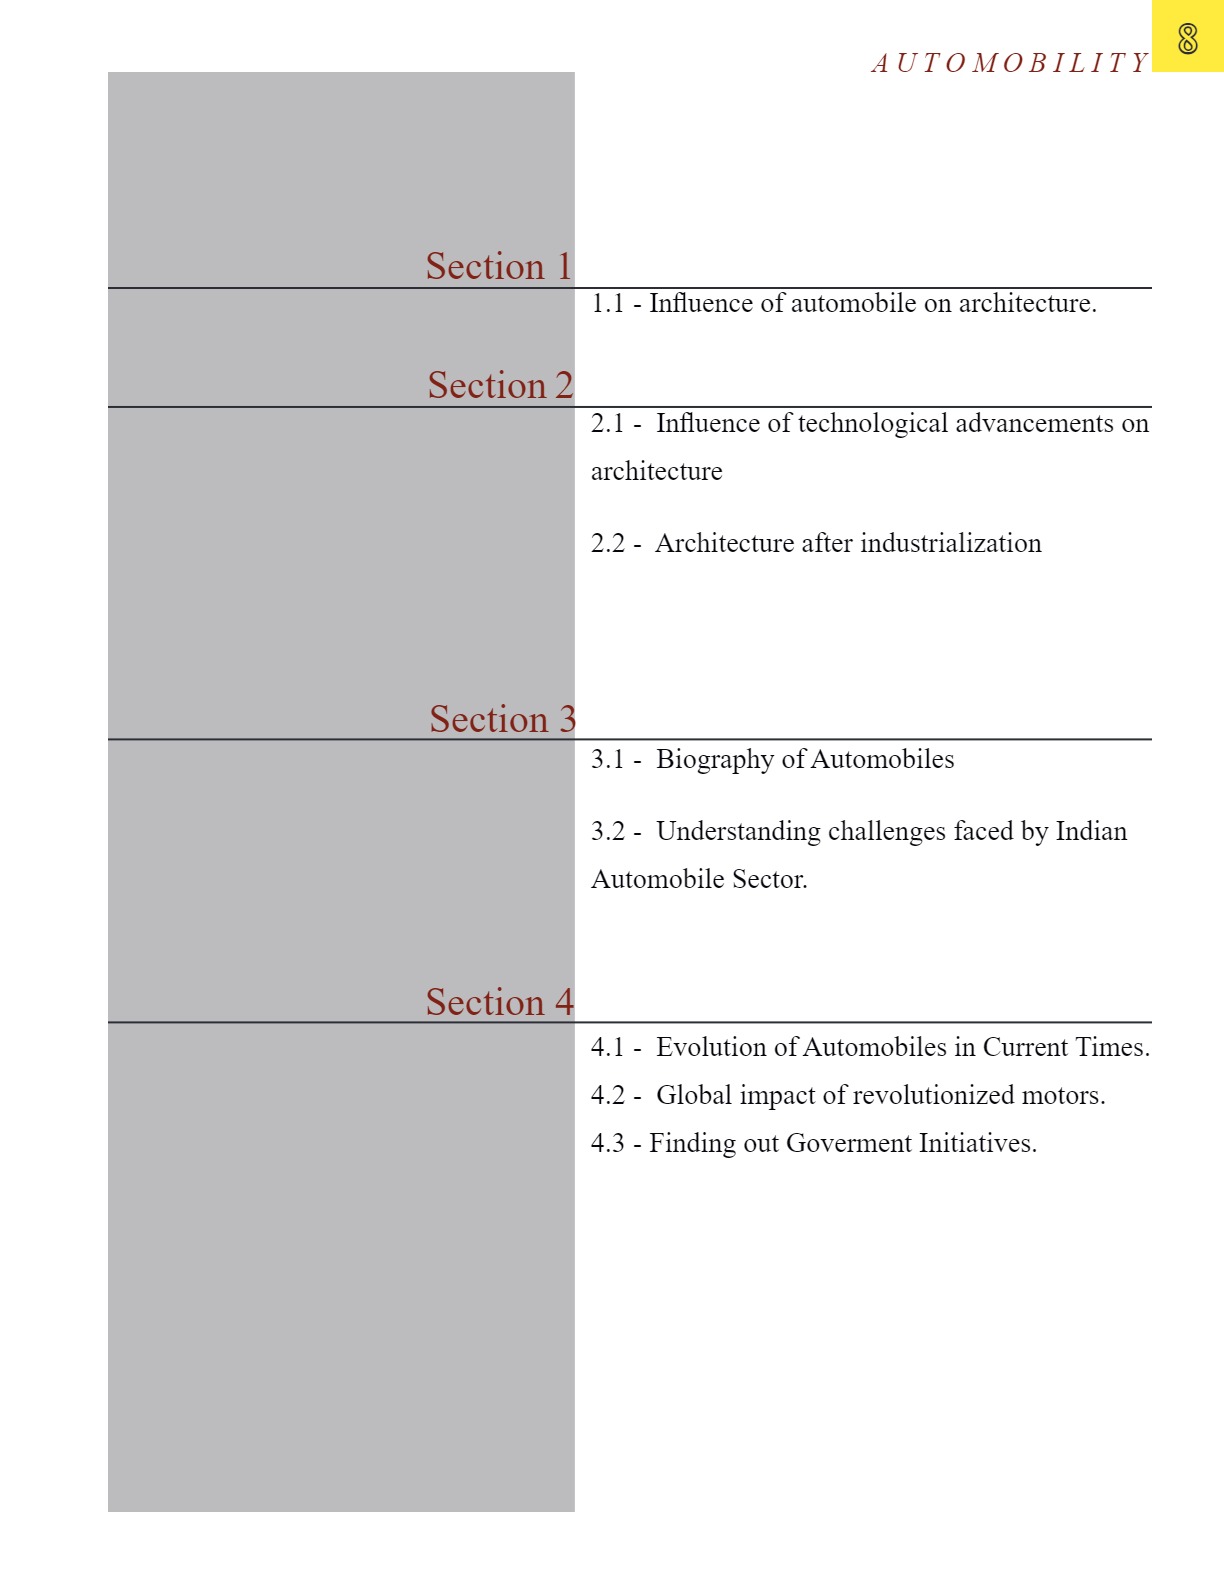 AUTOMOBILITY
8
Section 1
1.1 - Influence of automobile on architecture.
Section 2
2.1 -  Influence of technological advancements on
architecture
2.2 -  Architecture after industrialization
Section 3
3.1 -  Biography of Automobiles
3.2 -  Understanding challenges faced by Indian
Automobile Sector.
Section 4
4.1 -  Evolution of Automobiles in Current Times.
4.2 -  Global impact of revolutionized motors.
4.3 - Finding out Goverment Initiatives.